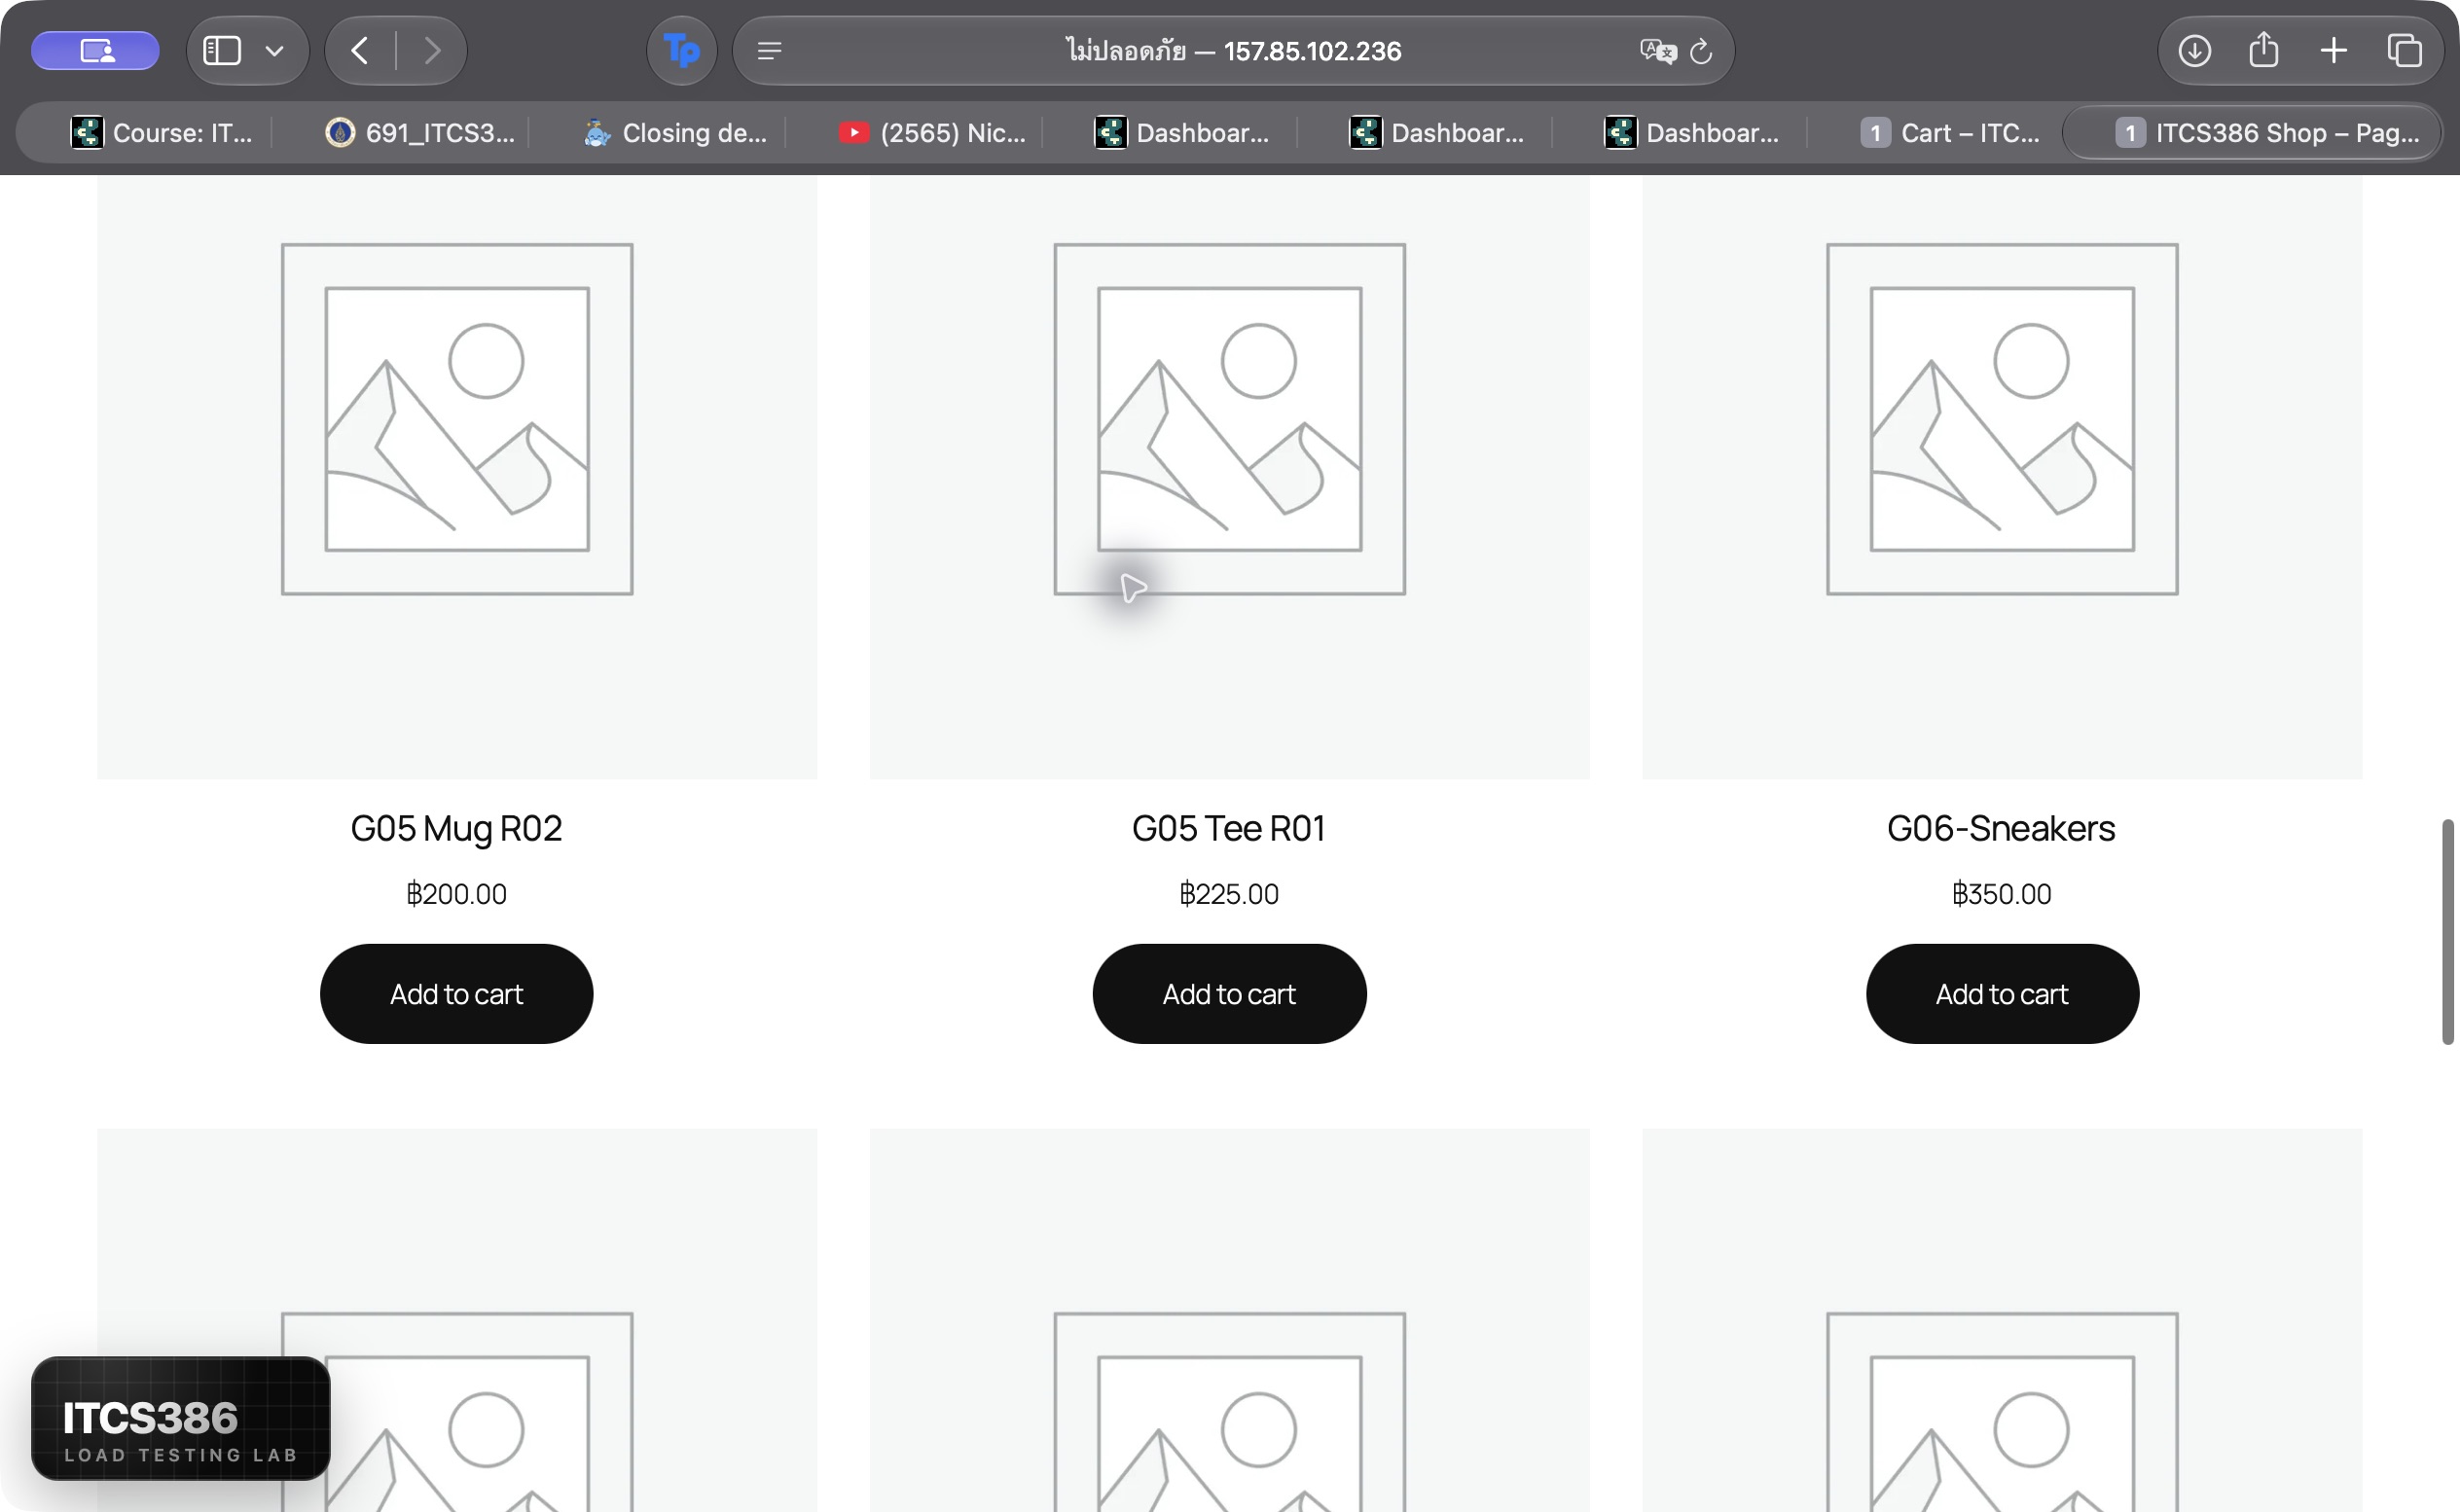 ไม่ปลอดภัย — 157.85.102.236
Course: IT...
691_ITCS3...
Closing de...
(2565) Nic...
Dashboar...
Dashboar...
Dashboar...
1 Cart – ITC...
1 ITCS386 Shop – Pag...
G05 Mug R02
G05 Tee R01
G06-Sneakers
฿200.00
฿225.00
฿350.00
Add to cart
Add to cart
Add to cart
ITCS386
LOAD TESTING LAB